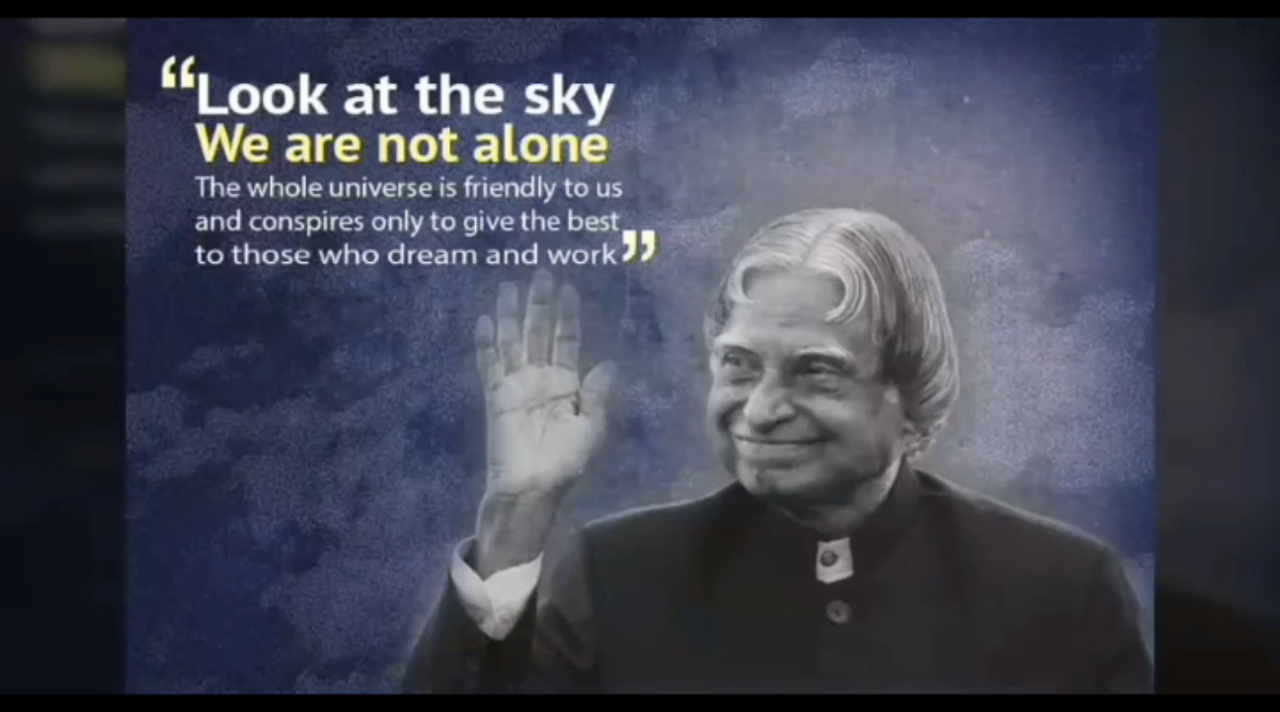 “Look at the sky
We are not alone
The whole universe is friendly to us
and conspires only to give the best
to those who dream and work”